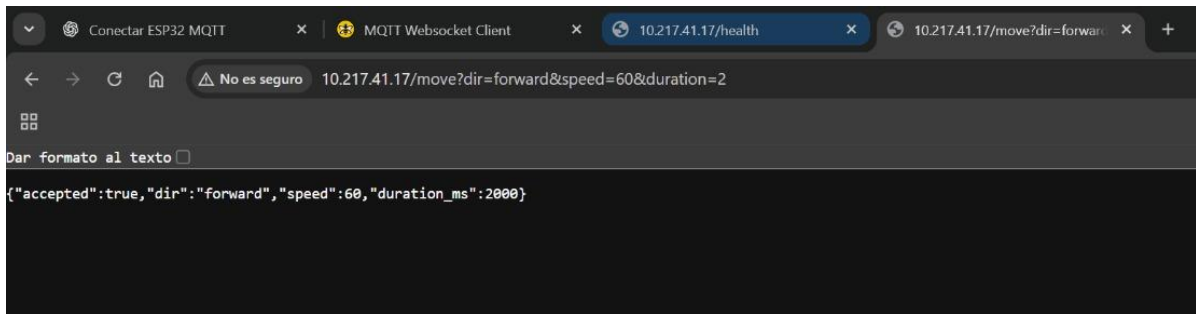 Conectar ESP32 MQTT
MQTT Websocket Client
10.217.41.17/health
10.217.41.17/move?dir=forward
No es seguro
10.217.41.17/move?dir=forward&speed=60&duration=2
Dar formato al texto
{"accepted":true,"dir":"forward","speed":60,"duration_ms":2000}